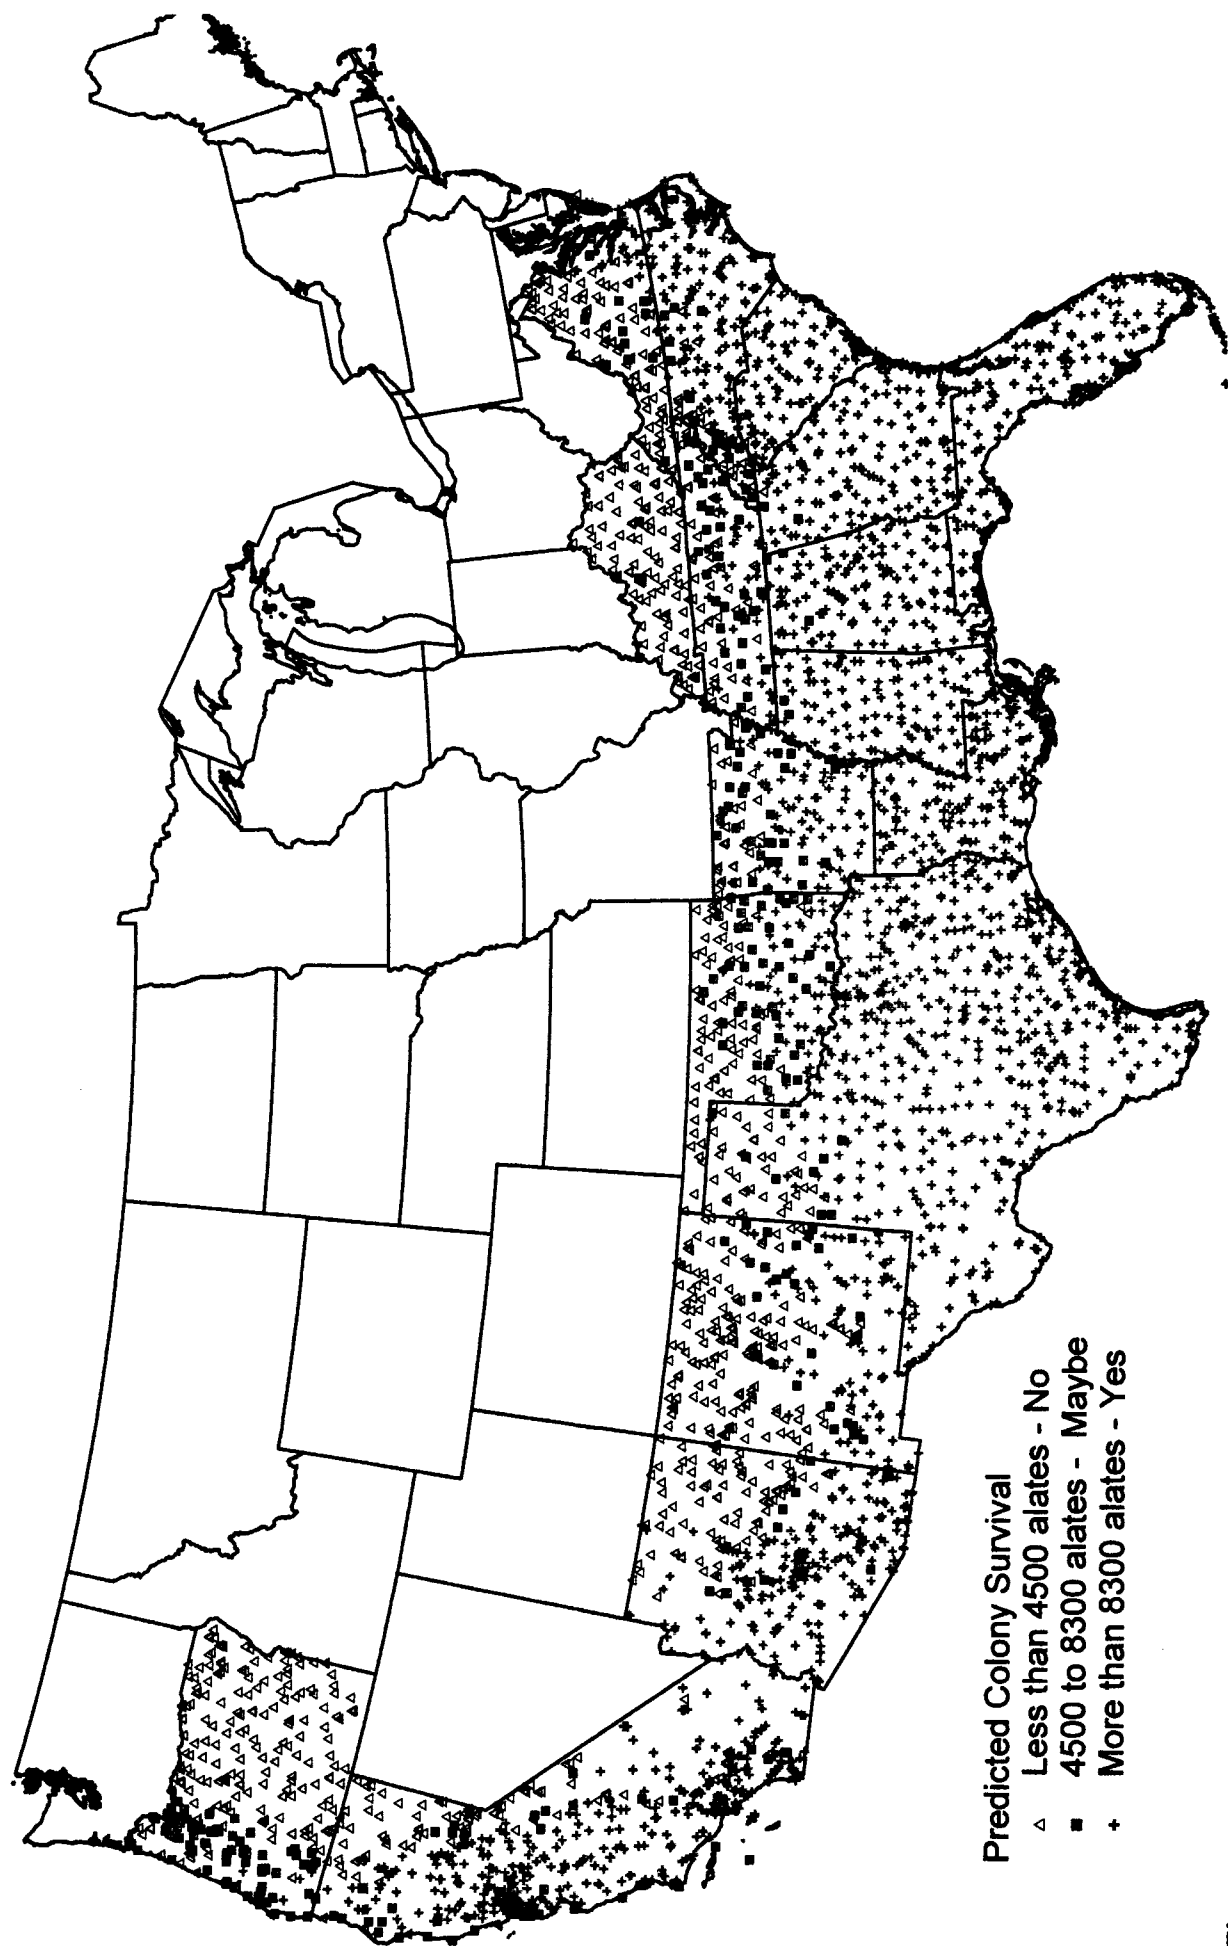 Predicted Colony Survival
△ Less than 4500 alates - No
■ 4500 to 8300 alates - Maybe
+ More than 8300 alates - Yes